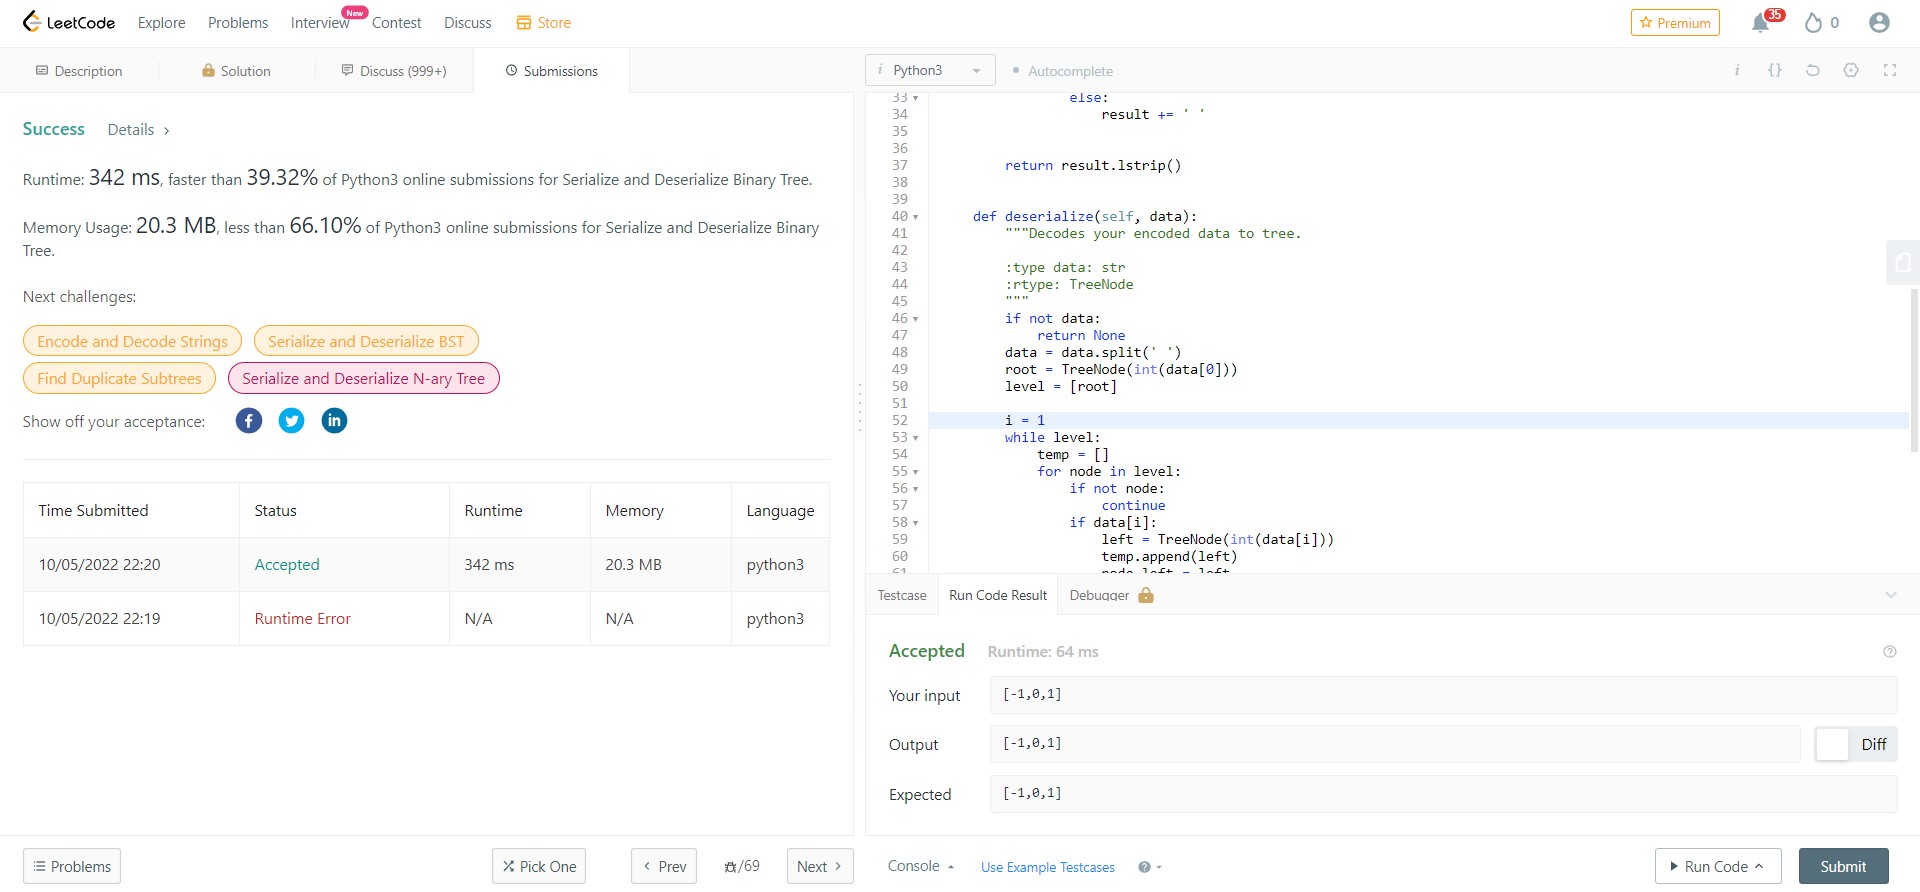 LeetCode Explore Problems Interview New Contest Discuss Store Premium 35 0
Description Solution Discuss (999+) Submissions
Success Details >
Runtime: 342 ms, faster than 39.32% of Python3 online submissions for Serialize and Deserialize Binary Tree.
Memory Usage: 20.3 MB, less than 66.10% of Python3 online submissions for Serialize and Deserialize Binary
Tree.
Next challenges:
Encode and Decode Strings Serialize and Deserialize BST
Find Duplicate Subtrees Serialize and Deserialize N-ary Tree
Show off your acceptance:
Time Submitted Status Runtime Memory Language
10/05/2022 22:20 Accepted 342 ms 20.3 MB python3
10/05/2022 22:19 Runtime Error N/A N/A python3
Problems Pick One < Prev /69 Next >
i Python3 Autocomplete i {}
33 else:
34 result += ' '
35
36
37 return result.lstrip()
38
39
40 def deserialize(self, data):
41 """Decodes your encoded data to tree.
42
43 :type data: str
44 :rtype: TreeNode
45 """
46 if not data:
47 return None
48 data = data.split(' ')
49 root = TreeNode(int(data[0]))
50 level = [root]
51
52 i = 1
53 while level:
54 temp = []
55 for node in level:
56 if not node:
57 continue
58 if data[i]:
59 left = TreeNode(int(data[i]))
60 temp.append(left)
61 node.left = left
Testcase Run Code Result Debugger
Accepted Runtime: 64 ms
Your input [-1,0,1]
Output [-1,0,1] Diff
Expected [-1,0,1]
Console Use Example Testcases Run Code Submit